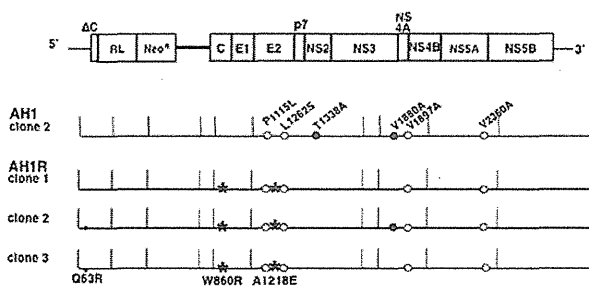 ΔC p7 NS 4A
5' RL Neoᴿ C E1 E2 NS2 NS3 NS4B NS5A NS5B 3'
P1115L L1262S T1338A V1880A V1897A V2360A
AH1
clone 2
AH1R
clone 1
* *
clone 2
* *
clone 3
* *
Q63R W860R A1218E